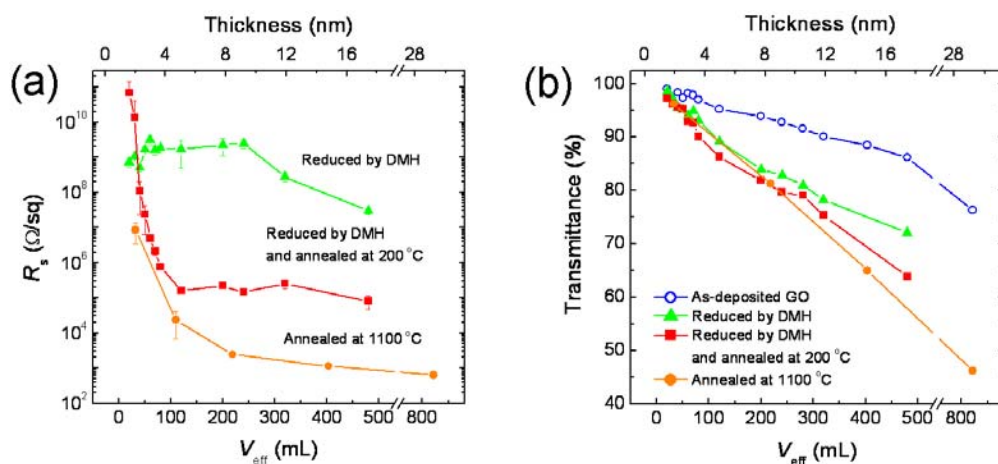 Thickness (nm)
0 4 8 12 16 28
(a)
10^10
10^8
10^6
10^4
10^2
R_s (Ω/sq)
Reduced by DMH
Reduced by DMH
and annealed at 200 °C
Annealed at 1100 °C
0 100 200 300 400 500 800
V_eff (mL)
Thickness (nm)
0 4 8 12 16 28
(b)
100
90
80
70
60
50
40
Transmittance (%)
As-deposited GO
Reduced by DMH
Reduced by DMH
and annealed at 200 °C
Annealed at 1100 °C
0 100 200 300 400 500 800
V_eff (mL)